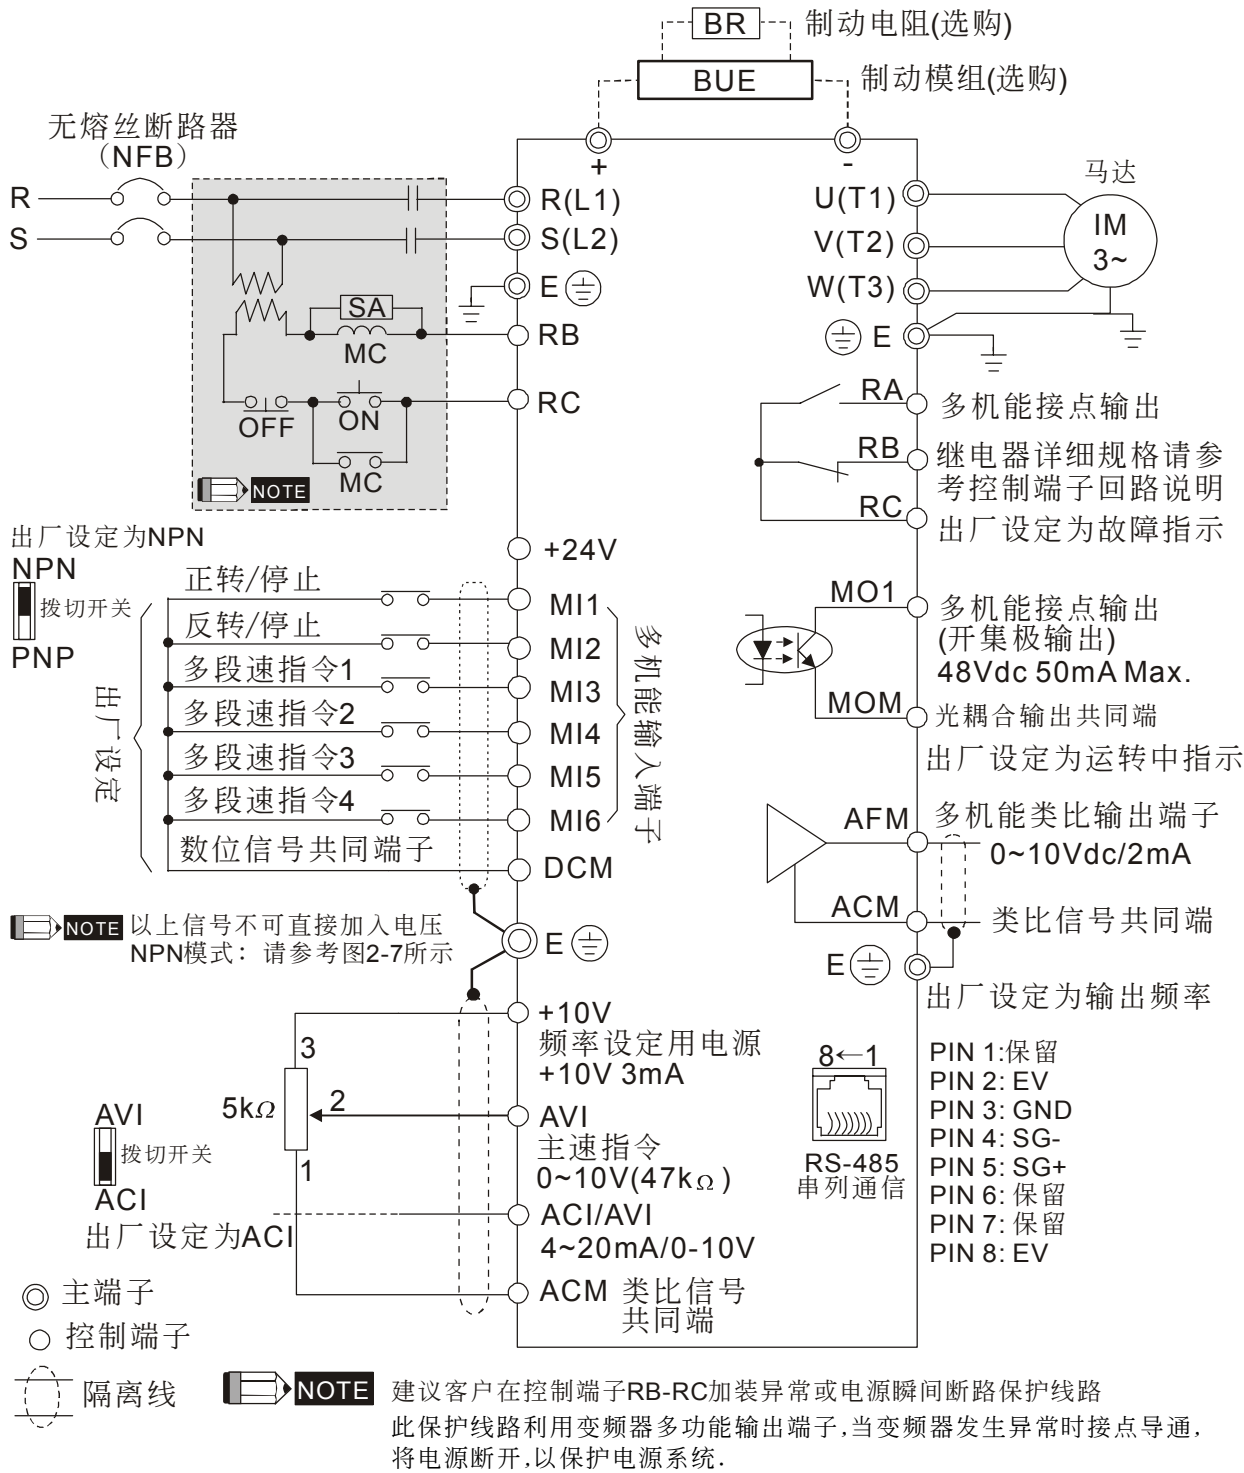 BR 制动电阻(选购)
BUE 制动模组(选购)
无熔丝断路器
(NFB)
+
-
R
S
R(L1)
S(L2)
E
RB
RC
SA
MC
OFF
ON
MC
NOTE
U(T1)
V(T2)
W(T3)
E
马达
IM
3~
RA
多机能接点输出
RB
继电器详细规格请参
考控制端子回路说明
RC
出厂设定为故障指示
出厂设定为NPN
NPN
拨切开关
PNP
出厂设定
正转/停止
反转/停止
多段速指令1
多段速指令2
多段速指令3
多段速指令4
数位信号共同端子
+24V
MI1
MI2
MI3
MI4
MI5
MI6
DCM
多机能输入端子
MO1
多机能接点输出
(开集极输出)
48Vdc 50mA Max.
MOM
光耦合输出共同端
出厂设定为运转中指示
AFM
多机能类比输出端子
0~10Vdc/2mA
ACM
类比信号共同端
E
出厂设定为输出频率
NOTE 以上信号不可直接加入电压
NPN模式：请参考图2-7所示
E
+10V
频率设定用电源
+10V 3mA
3
5kΩ
2
1
AVI
主速指令
0~10V(47kΩ)
AVI
拨切开关
ACI
出厂设定为ACI
ACI/AVI
4~20mA/0-10V
ACM 类比信号
共同端
8←1
RS-485
串列通信
PIN 1:保留
PIN 2: EV
PIN 3: GND
PIN 4: SG-
PIN 5: SG+
PIN 6: 保留
PIN 7: 保留
PIN 8: EV
主端子
控制端子
隔离线
NOTE 建议客户在控制端子RB-RC加装异常或电源瞬间断路保护线路
此保护线路利用变频器多功能输出端子,当变频器发生异常时接点导通,
将电源断开,以保护电源系统.